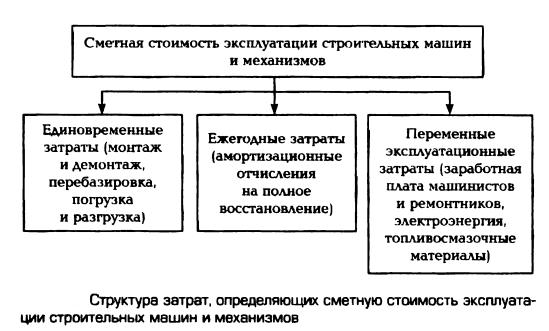 Сметная стоимость эксплуатации строительных машин
и механизмов
Единовременные
затраты (монтаж
и демонтаж,
перебазировка,
погрузка
и разгрузка)
Ежегодные затраты
(амортизационные
отчисления
на полное
восстановление)
Переменные
эксплуатационные
затраты (заработная
плата машинистов
и ремонтников,
электроэнергия,
топливосмазочные
материалы)
Структура затрат, определяющих сметную стоимость эксплуата-
ции строительных машин и механизмов